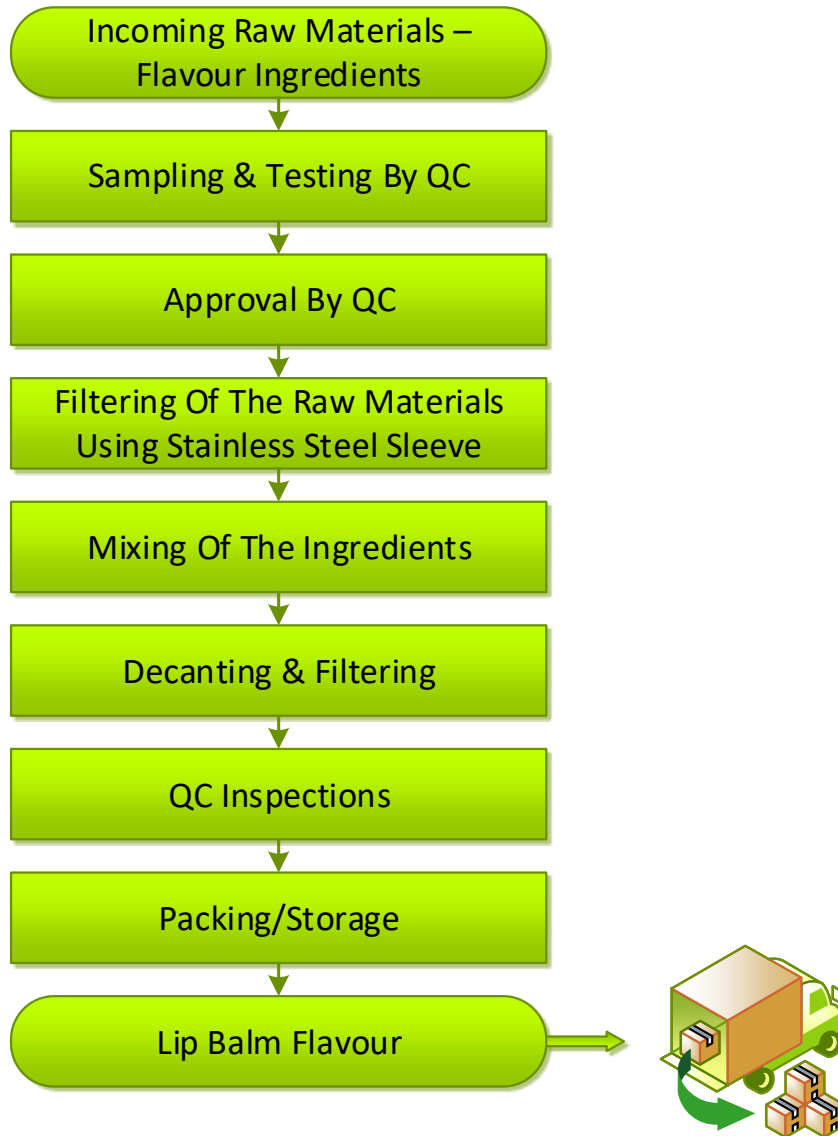 Incoming Raw Materials –
Flavour Ingredients
Sampling & Testing By QC
Approval By QC
Filtering Of The Raw Materials
Using Stainless Steel Sleeve
Mixing Of The Ingredients
Decanting & Filtering
QC Inspections
Packing/Storage
Lip Balm Flavour